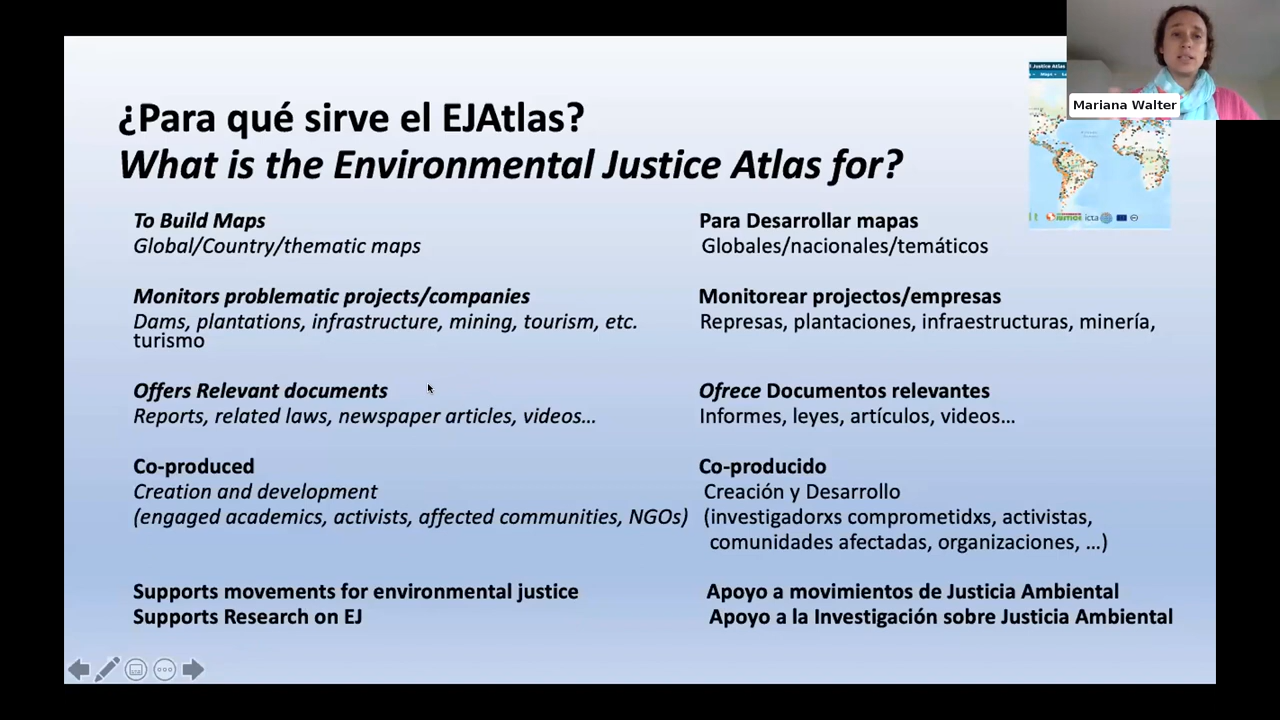 ¿Para qué sirve el EJAtlas?
What is the Environmental Justice Atlas for?
Justice Atlas
Maps
Mariana Walter
To Build Maps
Global/Country/thematic maps
Monitors problematic projects/companies
Dams, plantations, infrastructure, mining, tourism, etc.
turismo
Offers Relevant documents
Reports, related laws, newspaper articles, videos…
Co-produced
Creation and development
(engaged academics, activists, affected communities, NGOs)
Supports movements for environmental justice
Supports Research on EJ
Para Desarrollar mapas
Globales/nacionales/temáticos
Monitorear projectos/empresas
Represas, plantaciones, infraestructuras, minería,
Ofrece Documentos relevantes
Informes, leyes, artículos, videos…
Co-producido
Creación y Desarrollo
(investigadorxs comprometidxs, activistas,
comunidades afectadas, organizaciones, …)
Apoyo a movimientos de Justicia Ambiental
Apoyo a la Investigación sobre Justicia Ambiental
JUSTICE
icta